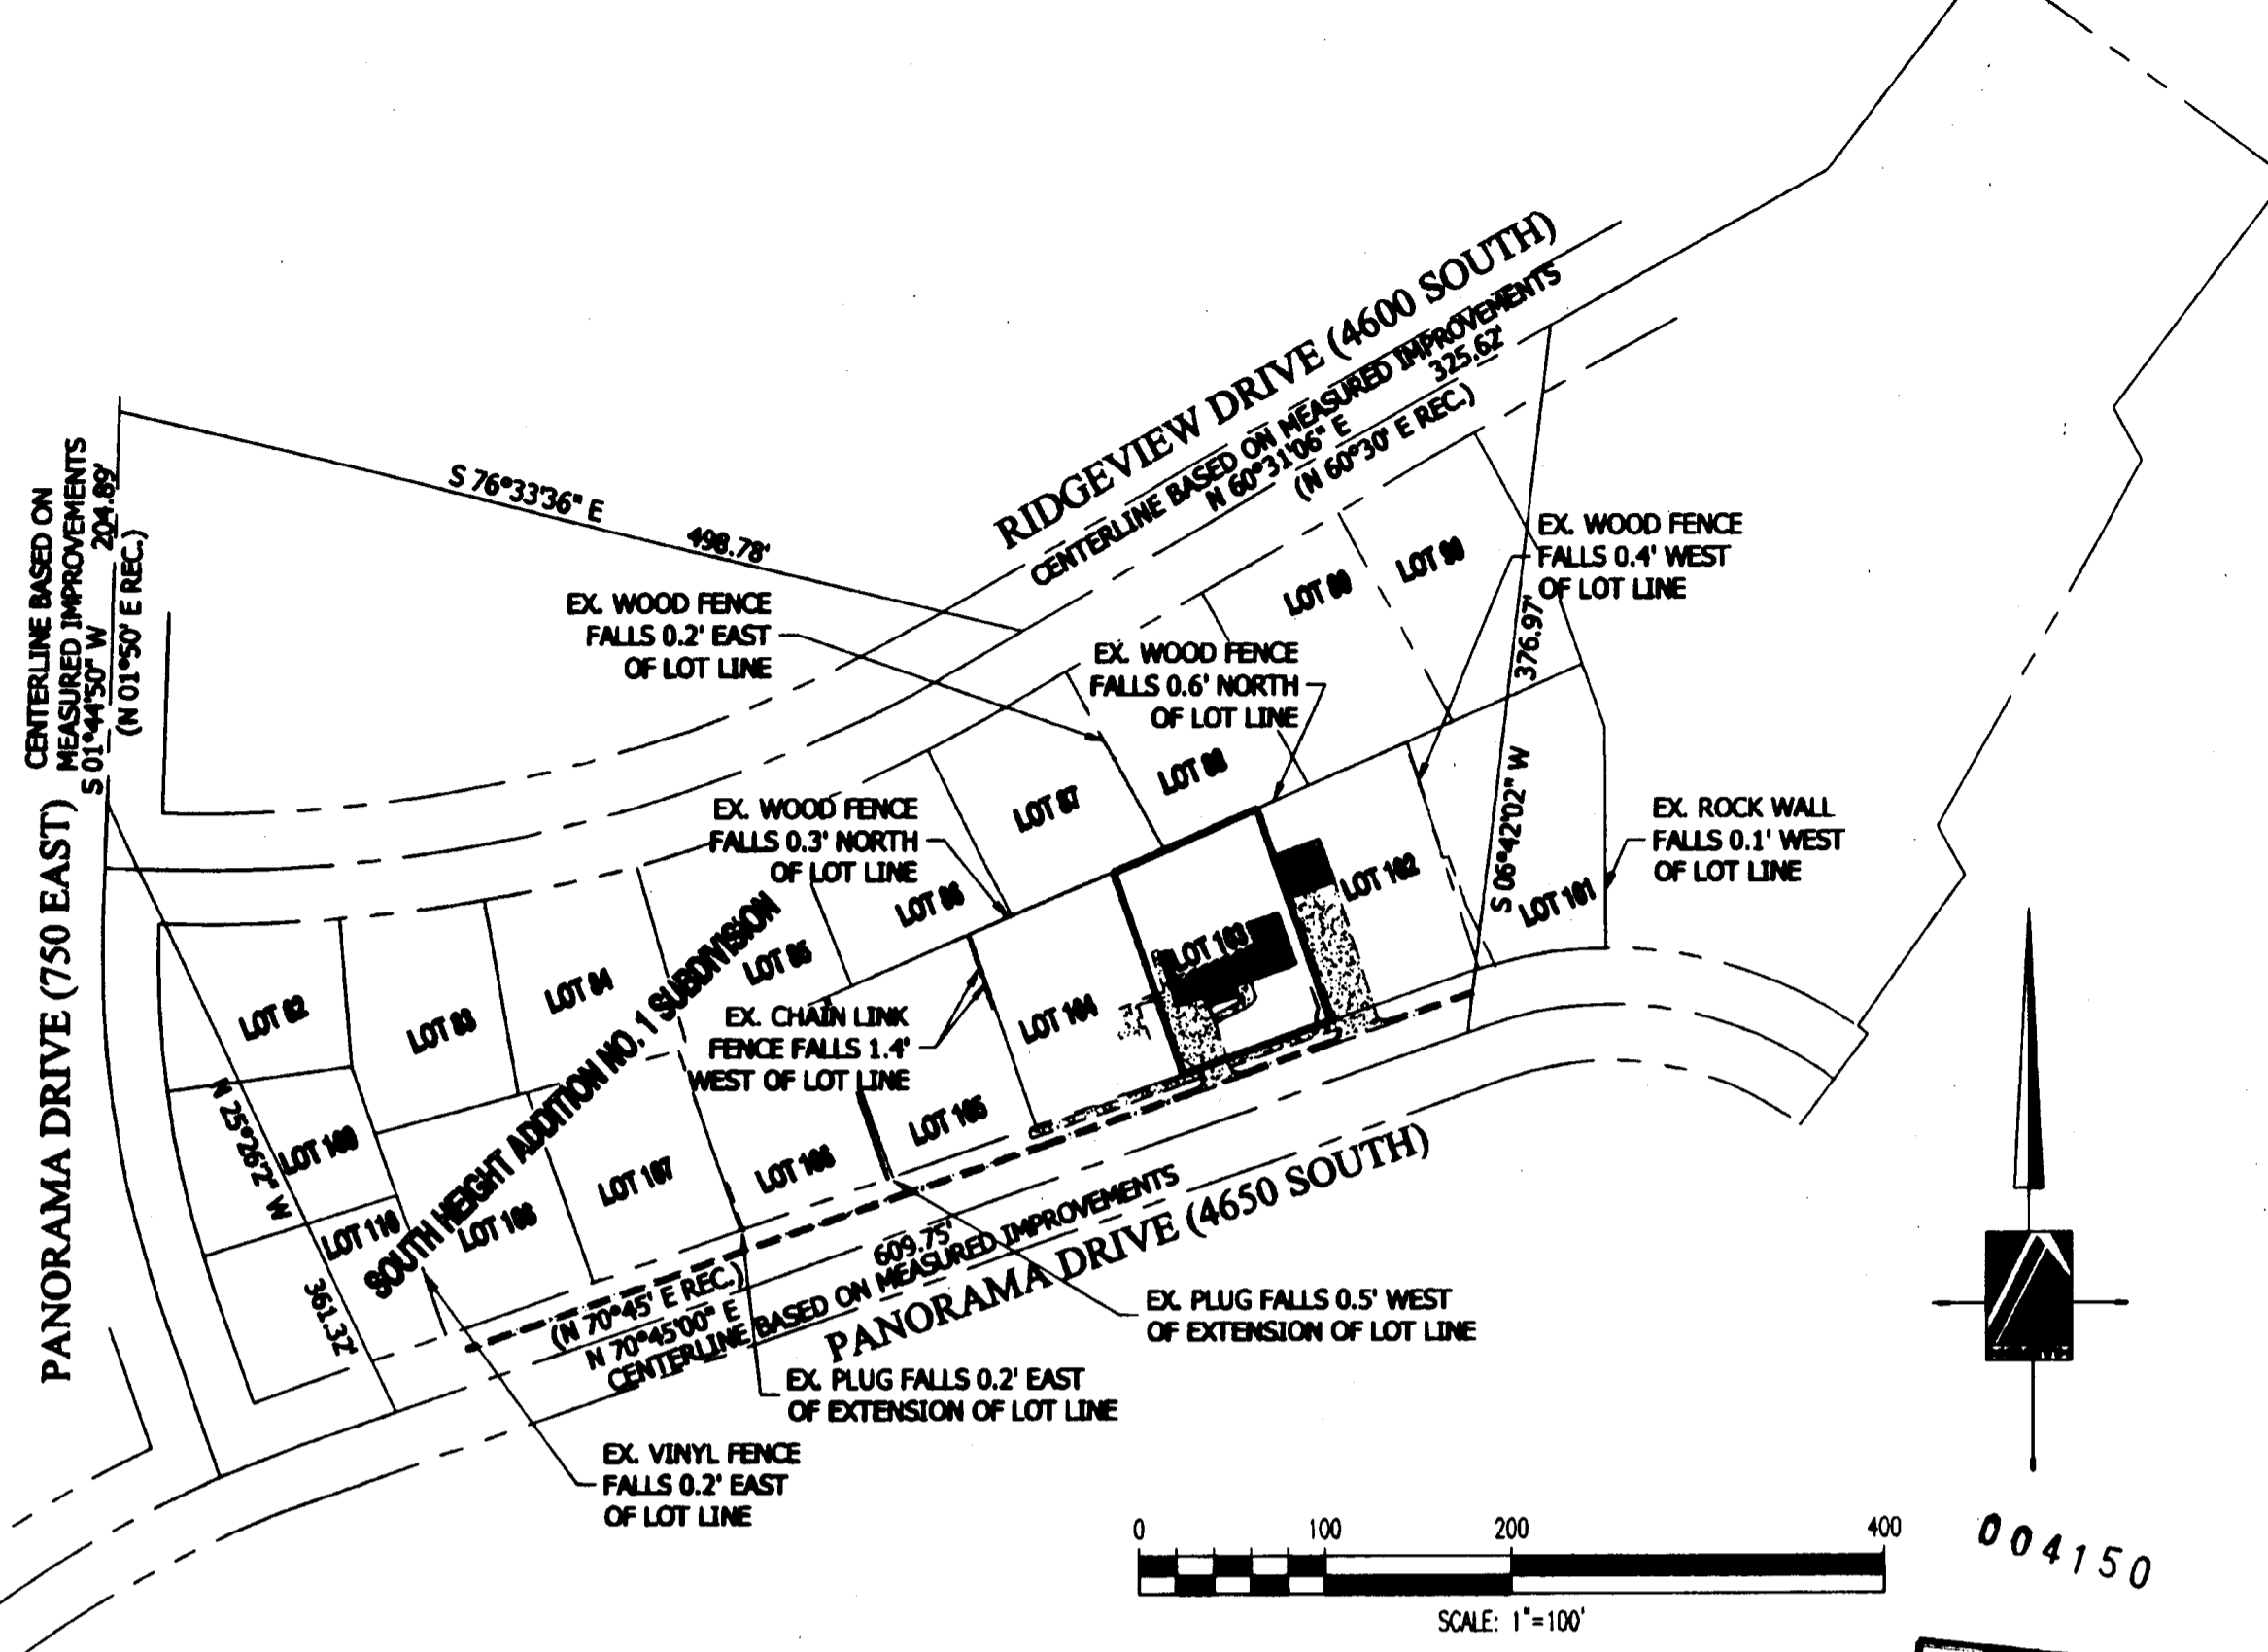 RIDGEVIEW DRIVE (4600 SOUTH)
CENTERLINE BASED ON MEASURED IMPROVEMENTS
N 60°31'06" E 325.62'
(N 60°30' E REC.)
CENTERLINE BASED ON
MEASURED IMPROVEMENTS
S 01°44'50" W 204.89'
(N 01°50' E REC.)
PANORAMA DRIVE (750 EAST)
S 76°33'36" E 498.78'
EX. WOOD FENCE
FALLS 0.2' EAST
OF LOT LINE
EX. WOOD FENCE
FALLS 0.6' NORTH
OF LOT LINE
EX. WOOD FENCE
FALLS 0.4' WEST
OF LOT LINE
LOT 90
S 06°42'02" W 376.97'
EX. WOOD FENCE
FALLS 0.3' NORTH
OF LOT LINE
EX. ROCK WALL
FALLS 0.1' WEST
OF LOT LINE
LOT 87
LOT 88
LOT 86
LOT 85
LOT 84
LOT 83
LOT 82
LOT 101
LOT 102
LOT 103
LOT 104
LOT 105
LOT 106
LOT 107
LOT 110
SOUTH HEIGHT ADDITION NO. 1 SUBDIVISION
EX. CHAIN LINK
FENCE FALLS 1.4'
WEST OF LOT LINE
361.32'
609.75'
(N 70°45' E REC.)
N 70°45'00" E
CENTERLINE BASED ON MEASURED IMPROVEMENTS
PANORAMA DRIVE (4650 SOUTH)
EX. PLUG FALLS 0.5' WEST
OF EXTENSION OF LOT LINE
EX. PLUG FALLS 0.2' EAST
OF EXTENSION OF LOT LINE
EX. VINYL FENCE
FALLS 0.2' EAST
OF LOT LINE
0 100 200 400
SCALE: 1"=100'
004150